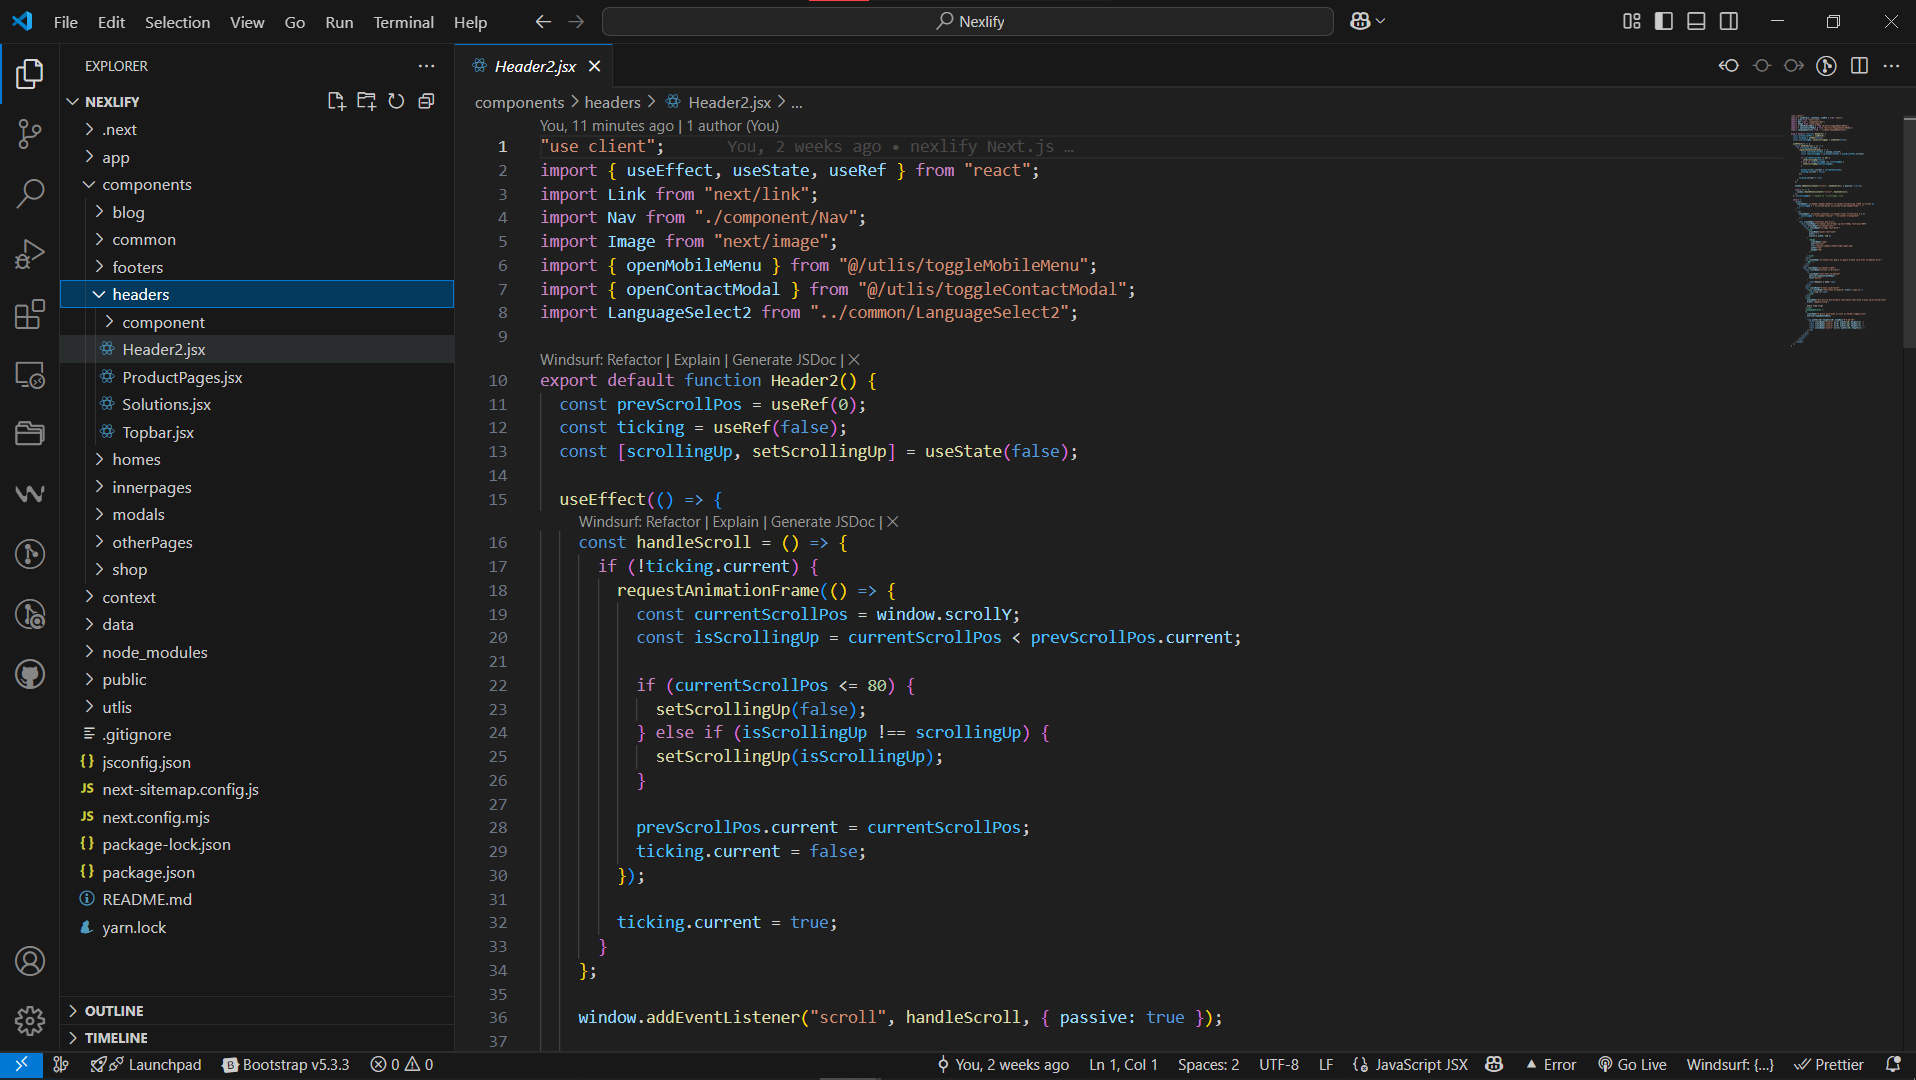 File Edit Selection View Go Run Terminal Help
Nexlify
EXPLORER
NEXLIFY
.next
app
components
blog
common
footers
headers
component
Header2.jsx
ProductPages.jsx
Solutions.jsx
Topbar.jsx
homes
innerpages
modals
otherPages
shop
context
data
node_modules
public
utlis
.gitignore
{} jsconfig.json
JS next-sitemap.config.js
JS next.config.mjs
{} package-lock.json
{} package.json
README.md
yarn.lock
OUTLINE
TIMELINE
Header2.jsx
components > headers > Header2.jsx > ...
You, 11 minutes ago | 1 author (You)
1 "use client"; You, 2 weeks ago • nexlify Next.js …
2 import { useEffect, useState, useRef } from "react";
3 import Link from "next/link";
4 import Nav from "./component/Nav";
5 import Image from "next/image";
6 import { openMobileMenu } from "@/utlis/toggleMobileMenu";
7 import { openContactModal } from "@/utlis/toggleContactModal";
8 import LanguageSelect2 from "../common/LanguageSelect2";
9
Windsurf: Refactor | Explain | Generate JSDoc | ✕
10 export default function Header2() {
11 const prevScrollPos = useRef(0);
12 const ticking = useRef(false);
13 const [scrollingUp, setScrollingUp] = useState(false);
14
15 useEffect(() => {
Windsurf: Refactor | Explain | Generate JSDoc | ✕
16 const handleScroll = () => {
17 if (!ticking.current) {
18 requestAnimationFrame(() => {
19 const currentScrollPos = window.scrollY;
20 const isScrollingUp = currentScrollPos < prevScrollPos.current;
21
22 if (currentScrollPos <= 80) {
23 setScrollingUp(false);
24 } else if (isScrollingUp !== scrollingUp) {
25 setScrollingUp(isScrollingUp);
26 }
27
28 prevScrollPos.current = currentScrollPos;
29 ticking.current = false;
30 });
31
32 ticking.current = true;
33 }
34 };
35
36 window.addEventListener("scroll", handleScroll, { passive: true });
37
Launchpad B Bootstrap v5.3.3 0 0 You, 2 weeks ago Ln 1, Col 1 Spaces: 2 UTF-8 LF {} JavaScript JSX Error Go Live Windsurf: {...} Prettier